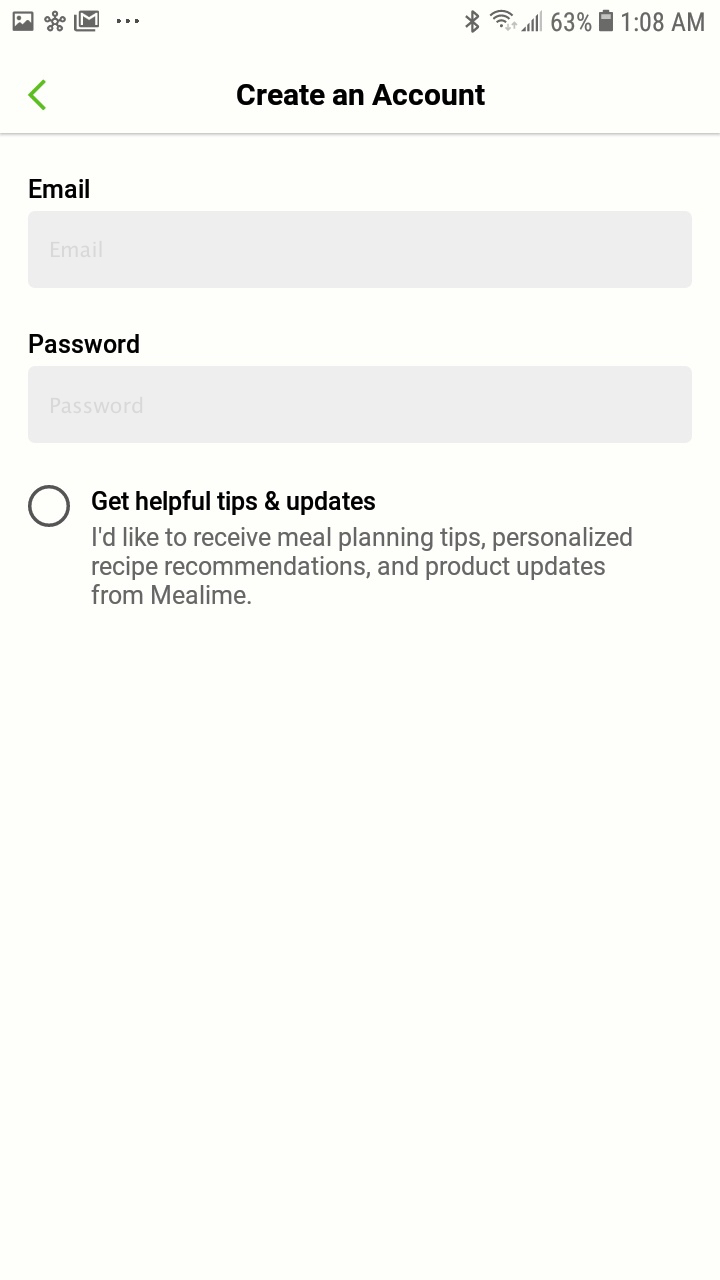 63% 1:08 AM
Create an Account
Email
Email
Password
Password
Get helpful tips & updates
I'd like to receive meal planning tips, personalized
recipe recommendations, and product updates
from Mealime.